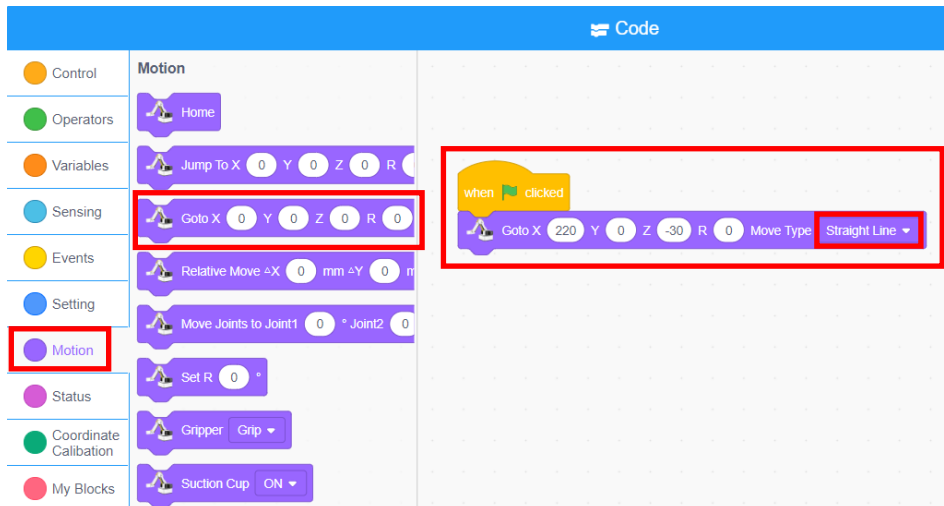 Code
Control
Operators
Variables
Sensing
Events
Setting
Motion
Status
Coordinate
Calibation
My Blocks
Motion
Home
Jump To X 0 Y 0 Z 0 R
Goto X 0 Y 0 Z 0 R 0
Relative Move △X 0 mm △Y 0
Move Joints to Joint1 0 ° Joint2 0
Set R 0 °
Gripper Grip
Suction Cup ON
when clicked
Goto X 220 Y 0 Z -30 R 0 Move Type Straight Line